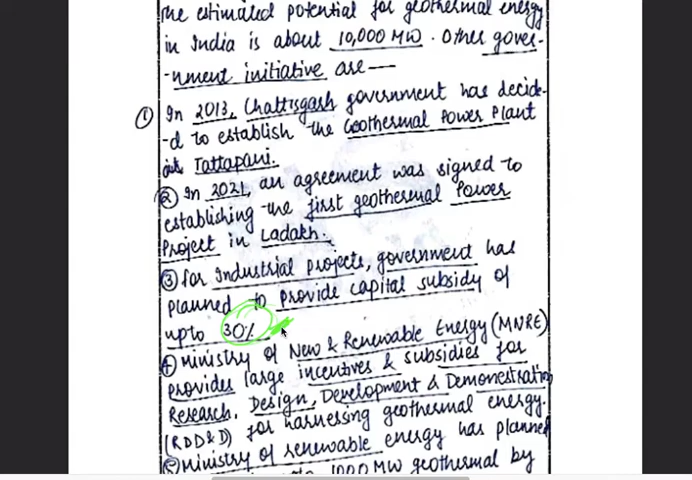 The estimated potential for geothermal energy
in India is about 10,000 MW. Other gover-
-nment initiative are—
① In 2013, Chattisgash government has decide-
-d to establish the Geothermal Power Plant
at Tattapani.
② In 2021, an agreement was signed to
establishing the first geothermal Power
Project in Ladakh.
③ for Industrial projects, government has
planned to provide capital subsidy of
upto 30%
④ Ministry of New & Renewable Energy (MNRE)
provides large incentives & subsidies for
Research, Design, Development & Demonestration
(RDD&D) for harnessing geothermal energy.
⑤ ministry of renewable energy has planned
1000 MW geothermal by